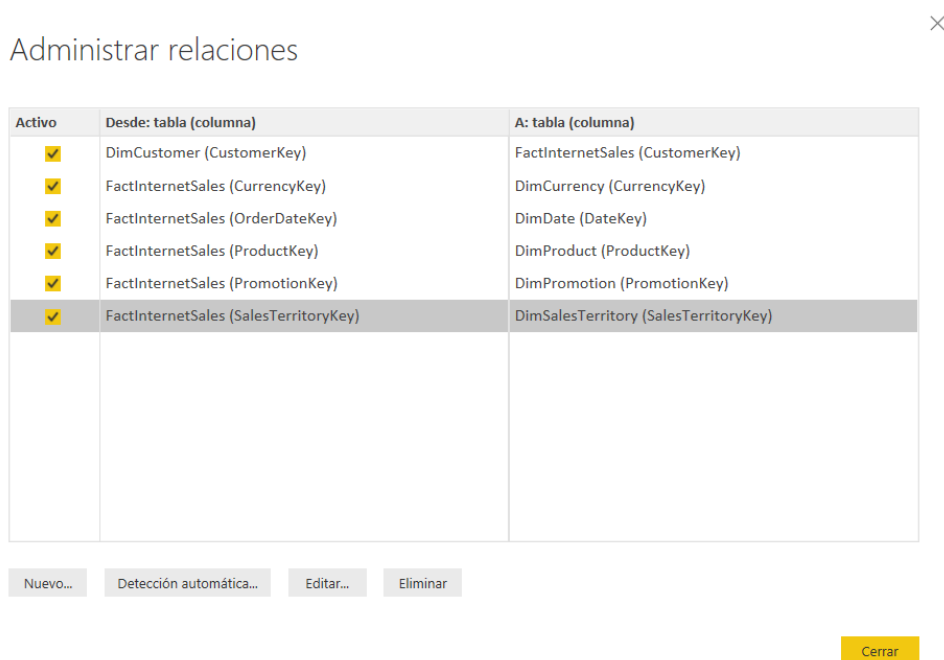 Administrar relaciones
Activo Desde: tabla (columna) A: tabla (columna)
DimCustomer (CustomerKey) FactInternetSales (CustomerKey)
FactInternetSales (CurrencyKey) DimCurrency (CurrencyKey)
FactInternetSales (OrderDateKey) DimDate (DateKey)
FactInternetSales (ProductKey) DimProduct (ProductKey)
FactInternetSales (PromotionKey) DimPromotion (PromotionKey)
FactInternetSales (SalesTerritoryKey) DimSalesTerritory (SalesTerritoryKey)
Nuevo... Detección automática... Editar... Eliminar
Cerrar